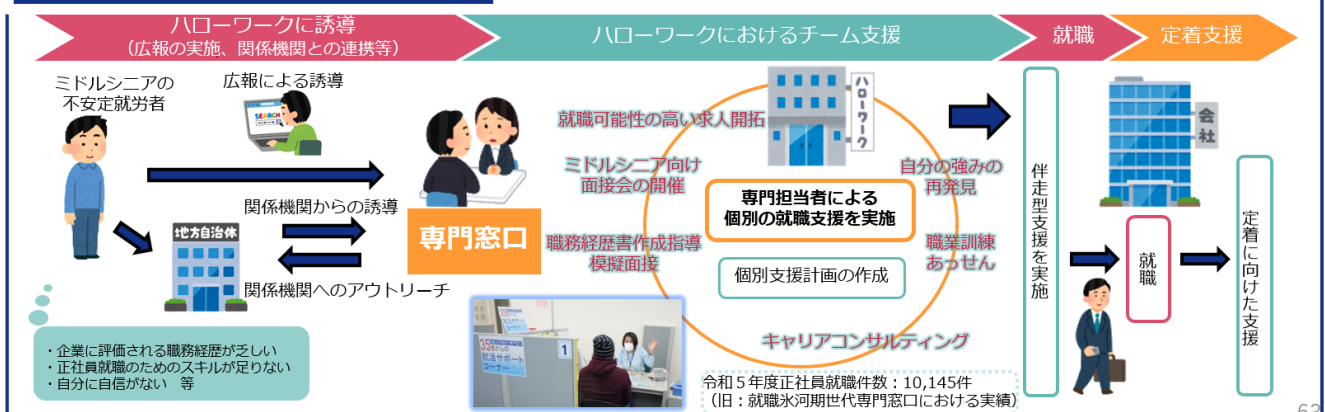 ハローワークに誘導
(広報の実施、関係機関との連携等)
ハローワークにおけるチーム支援
就職
定着支援
ミドルシニアの
不安定就労者
広報による誘導
SEARCH
関係機関からの誘導
地方自治体
関係機関へのアウトリーチ
・企業に評価される職務経歴が乏しい
・正社員就職のためのスキルが足りない
・自分に自信がない 等
専門窓口
就職可能性の高い求人開拓
ハローワーク
ミドルシニア向け
面接会の開催
自分の強みの
再発見
専門担当者による
個別の就職支援を実施
職務経歴書作成指導
模擬面接
職業訓練
あっせん
個別支援計画の作成
キャリアコンサルティング
35歳からの
就活サポート
コーナー
1
令和5年度正社員就職件数:10,145件
(旧:就職氷河期世代専門窓口における実績)
伴走型支援を実施
会社
就職
定着に向けた支援
63